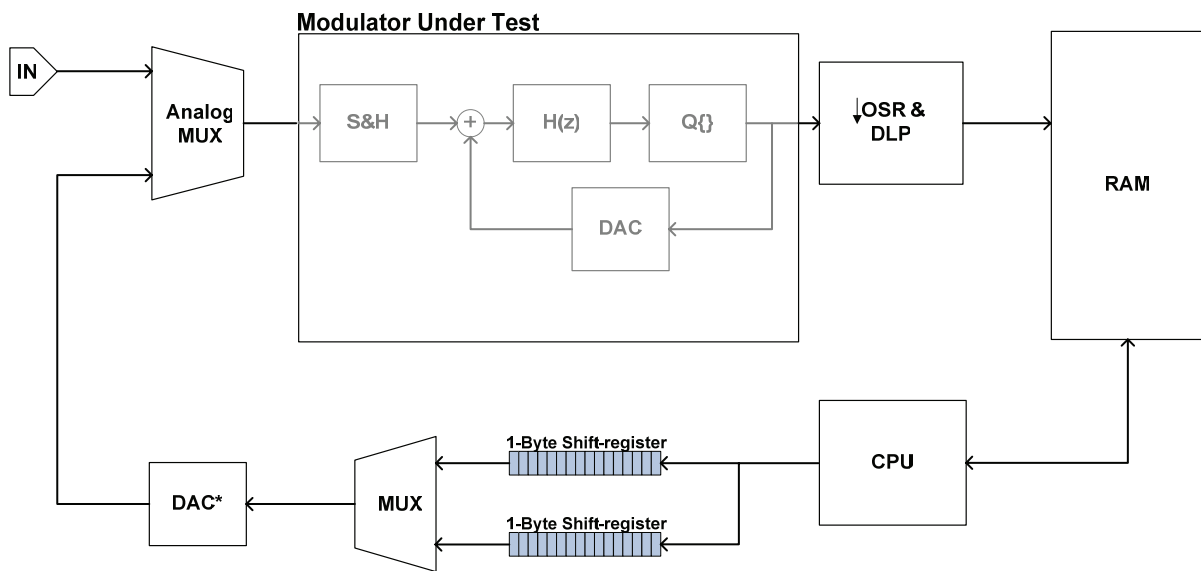 Modulator Under Test
IN
Analog
MUX
S&H
+
H(z)
Q{}
DAC
↓OSR &
DLP
RAM
1-Byte Shift-register
CPU
MUX
DAC*
1-Byte Shift-register